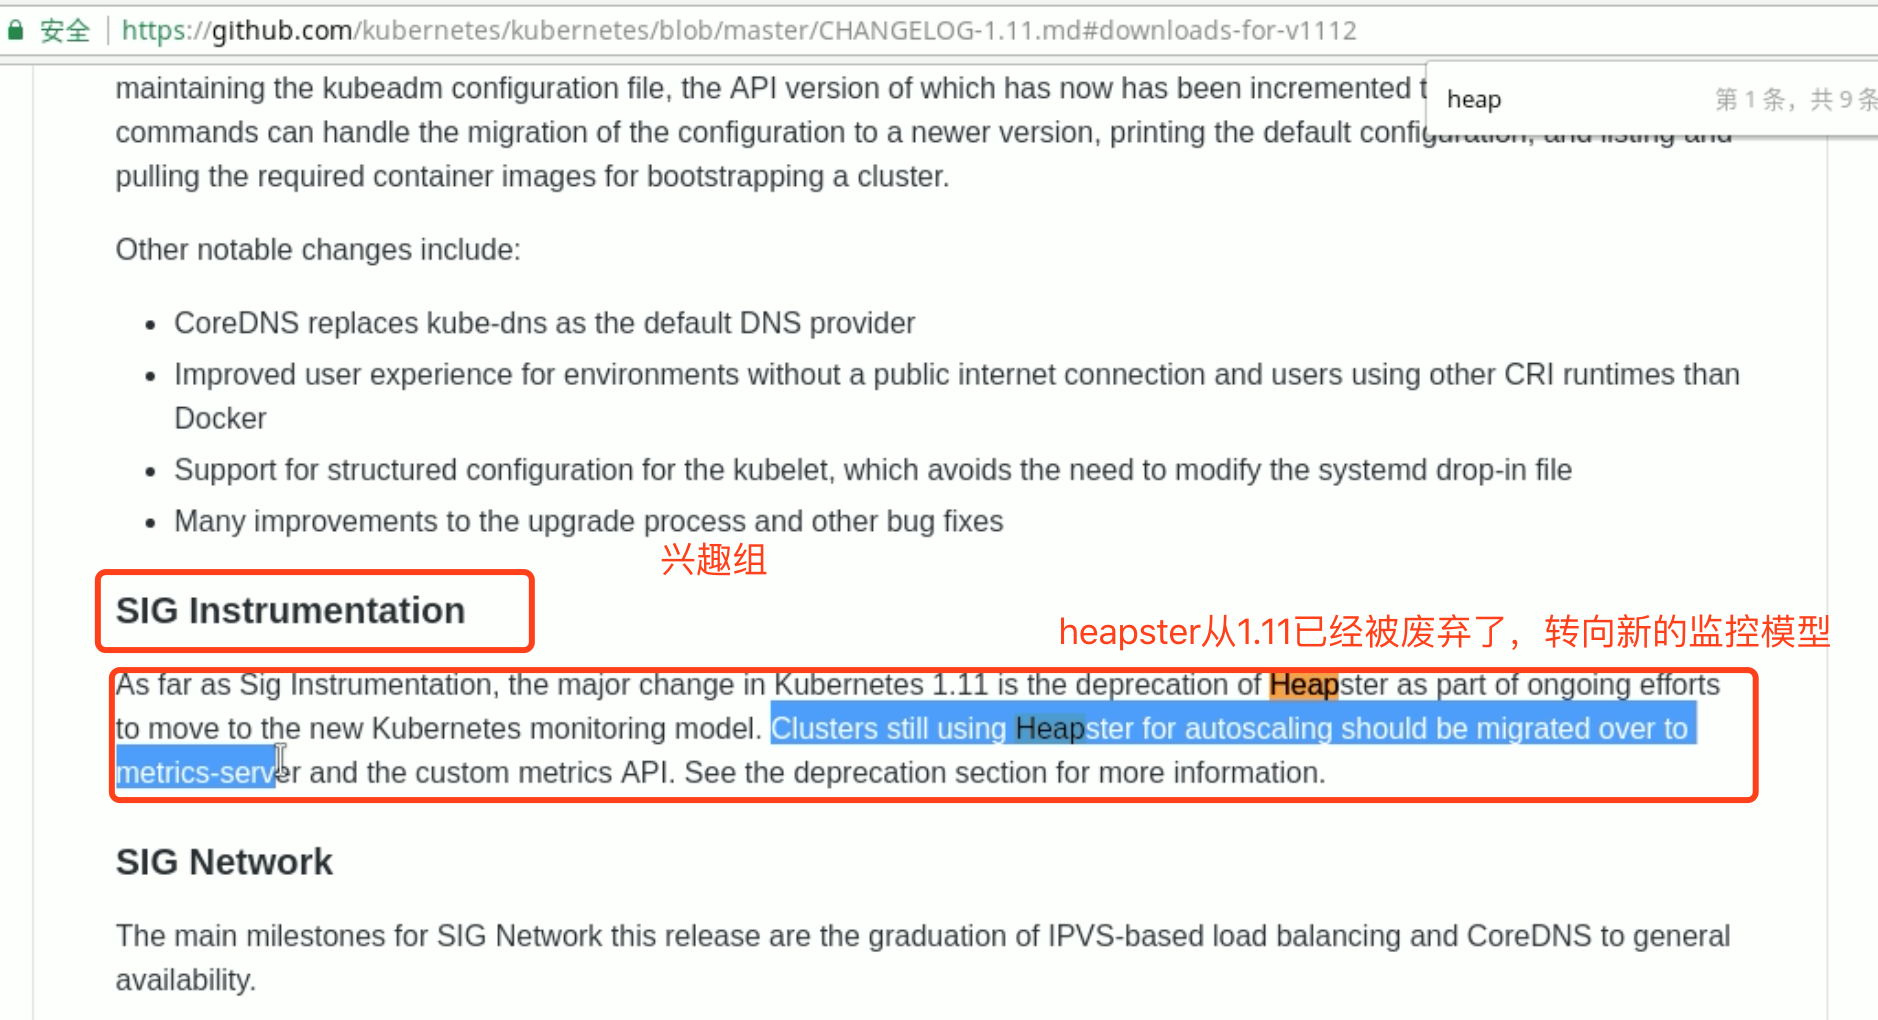 安全 https://github.com/kubernetes/kubernetes/blob/master/CHANGELOG-1.11.md#downloads-for-v1112
heap 第 1 条，共 9 条
maintaining the kubeadm configuration file, the API version of which has now has been incremented
commands can handle the migration of the configuration to a newer version, printing the default configuration, and listing and
pulling the required container images for bootstrapping a cluster.
Other notable changes include:
• CoreDNS replaces kube-dns as the default DNS provider
• Improved user experience for environments without a public internet connection and users using other CRI runtimes than
Docker
• Support for structured configuration for the kubelet, which avoids the need to modify the systemd drop-in file
• Many improvements to the upgrade process and other bug fixes
兴趣组
SIG Instrumentation
heapster从1.11已经被废弃了，转向新的监控模型
As far as Sig Instrumentation, the major change in Kubernetes 1.11 is the deprecation of Heapster as part of ongoing efforts
to move to the new Kubernetes monitoring model. Clusters still using Heapster for autoscaling should be migrated over to
metrics-server and the custom metrics API. See the deprecation section for more information.
SIG Network
The main milestones for SIG Network this release are the graduation of IPVS-based load balancing and CoreDNS to general
availability.